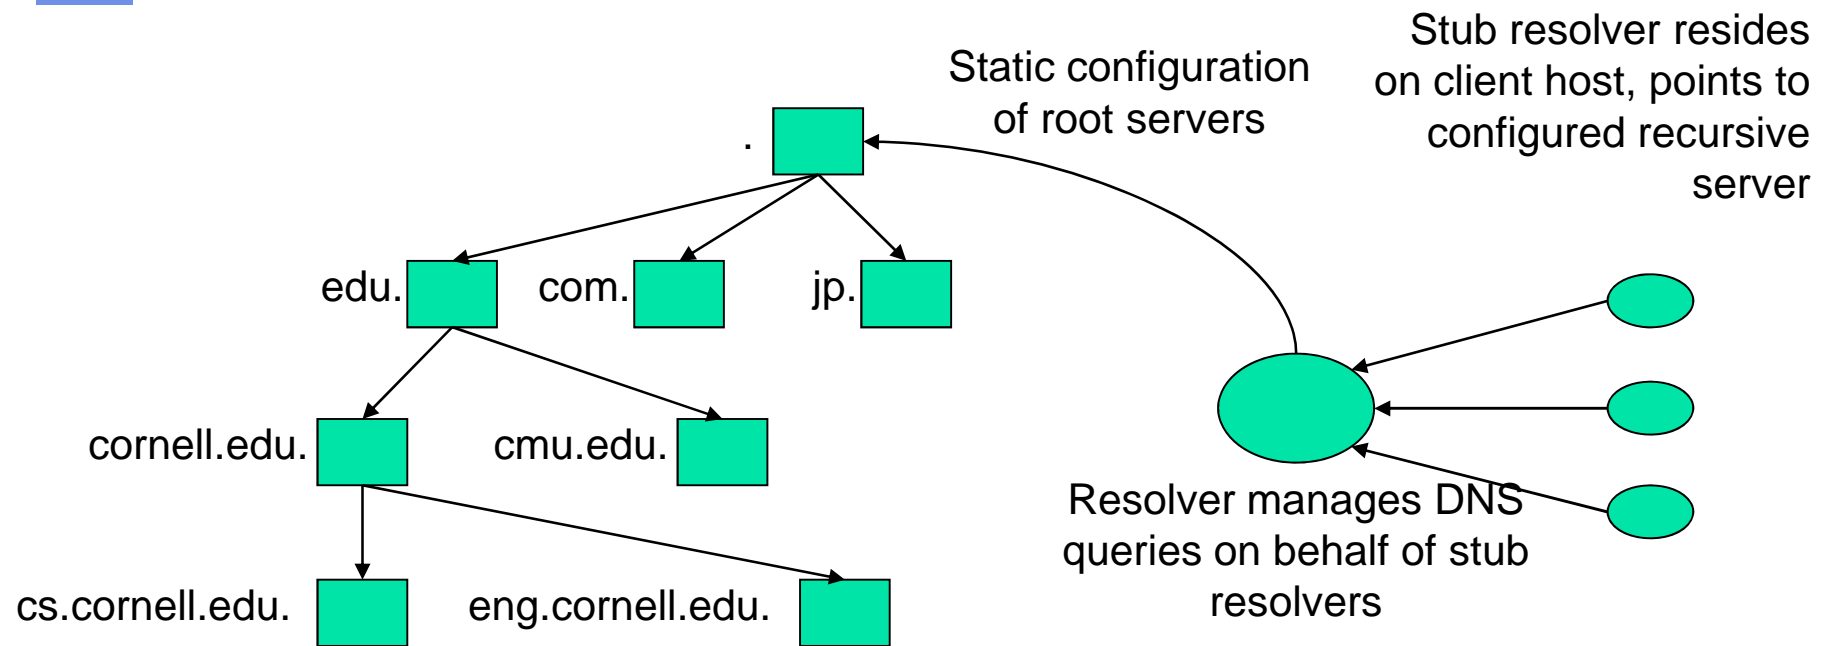 Stub resolver resides
on client host, points to
configured recursive
server
Static configuration
of root servers
.
edu.
com.
jp.
cornell.edu.
cmu.edu.
Resolver manages DNS
queries on behalf of stub
resolvers
cs.cornell.edu.
eng.cornell.edu.